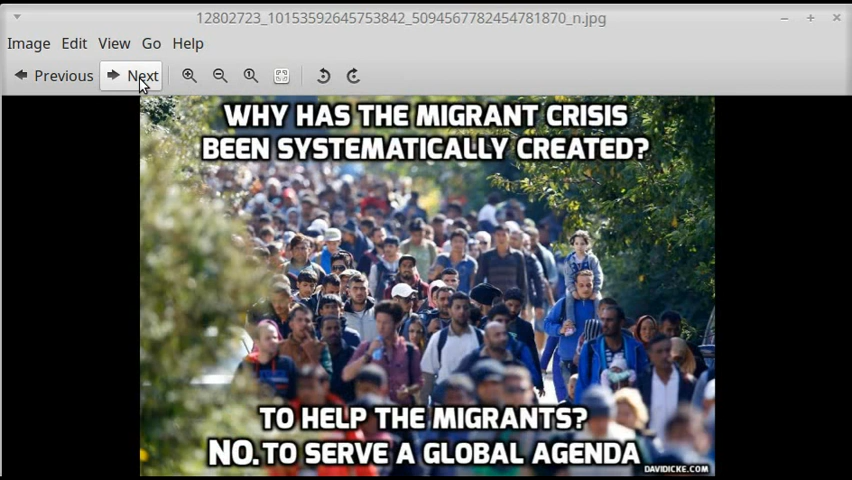 12802723_10153592645753842_5094567782454781870_n.jpg
Image Edit View Go Help
Previous Next
WHY HAS THE MIGRANT CRISIS
BEEN SYSTEMATICALLY CREATED?
TO HELP THE MIGRANTS?
NO. TO SERVE A GLOBAL AGENDA
DAVIDICKE.COM